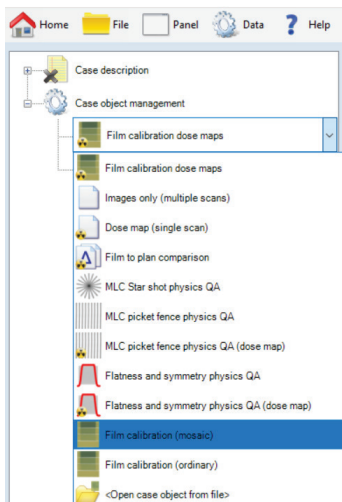 Home File Panel Data ? Help
Case description
Case object management
Film calibration dose maps
Film calibration dose maps
Images only (multiple scans)
Dose map (single scan)
Film to plan comparison
MLC Star shot physics QA
MLC picket fence physics QA
MLC picket fence physics QA (dose map)
Flatness and symmetry physics QA
Flatness and symmetry physics QA (dose map)
Film calibration (mosaic)
Film calibration (ordinary)
<Open case object from file>